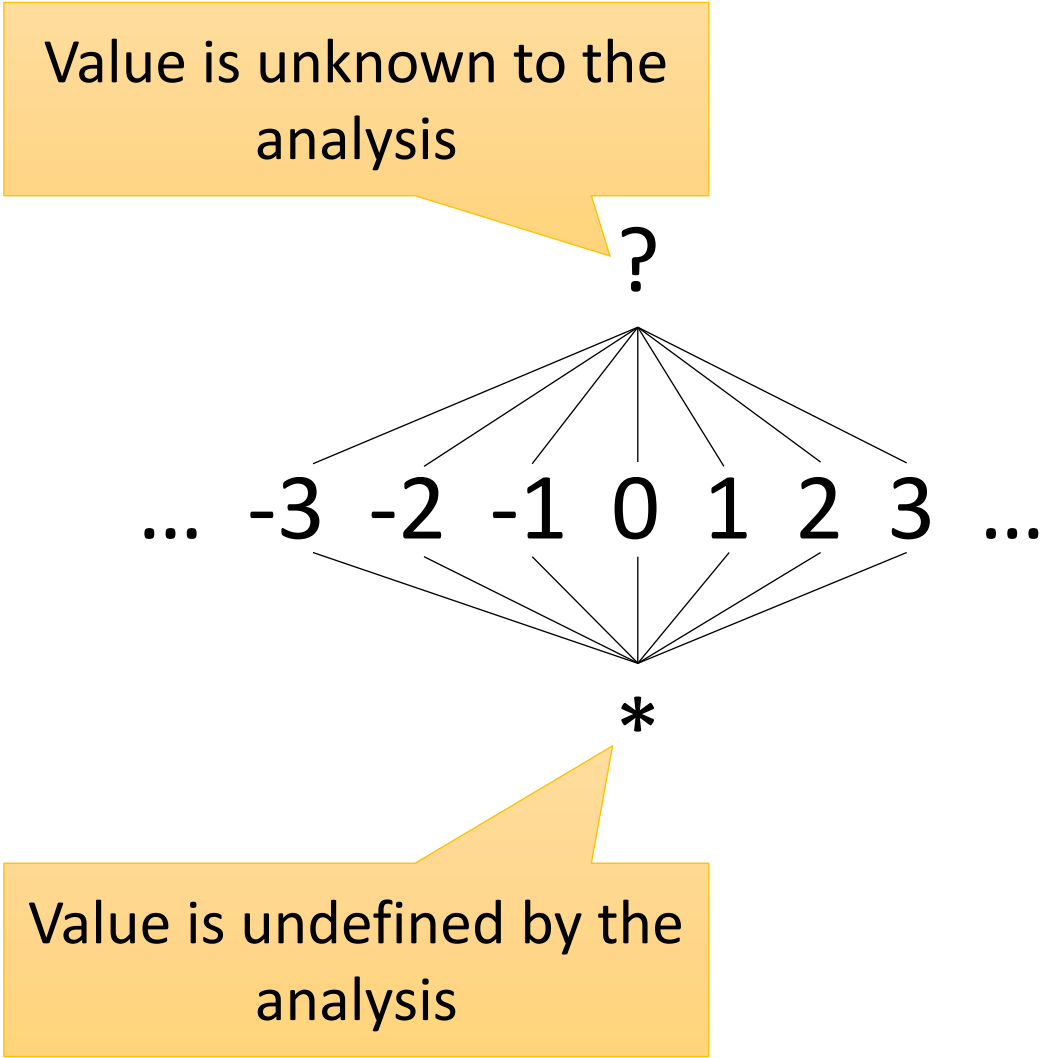 Value is unknown to the
analysis
?
... -3 -2 -1 0 1 2 3 ...
*
Value is undefined by the
analysis